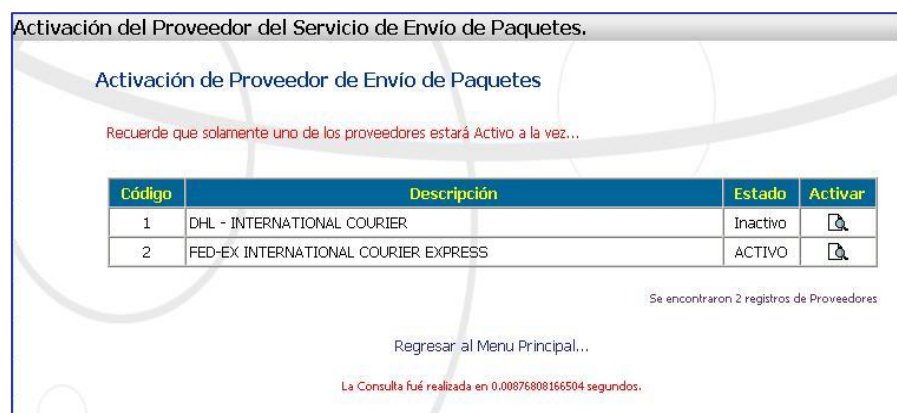 Activación del Proveedor del Servicio de Envío de Paquetes.
Activación de Proveedor de Envío de Paquetes
Recuerde que solamente uno de los proveedores estará Activo a la vez...
Código Descripción Estado Activar
1 DHL - INTERNATIONAL COURIER Inactivo
2 FED-EX INTERNATIONAL COURIER EXPRESS ACTIVO
Se encontraron 2 registros de Proveedores
Regresar al Menu Principal...
La Consulta fué realizada en 0.00876808166504 segundos.